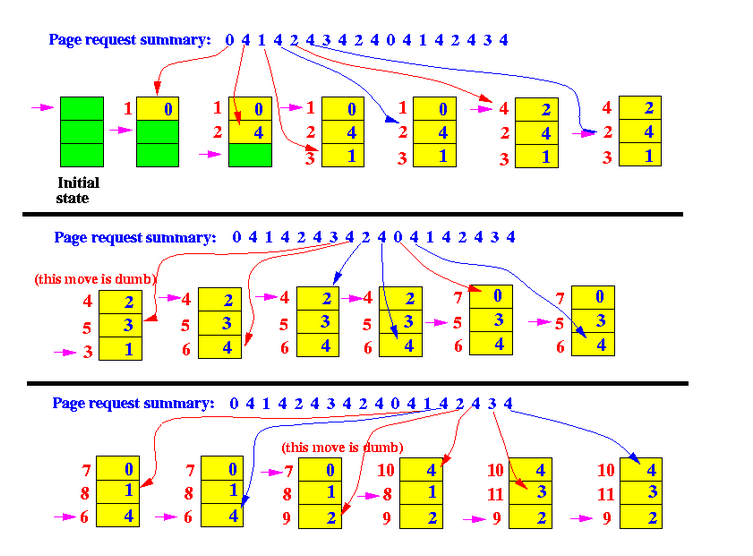 Page request summary: 0 4 1 4 2 4 3 4 2 4 0 4 1 4 2 4 3 4
1 0 1 0 1 0 1 0 4 2 4 2
2 4 2 4 2 4 2 4 2 4
3 1 3 1 3 1 3 1
Initial
state
Page request summary: 0 4 1 4 2 4 3 4 2 4 0 4 1 4 2 4 3 4
(this move is dumb)
4 2 4 2 4 2 4 2 7 0 7 0
5 3 5 3 5 3 5 3 5 3 5 3
3 1 6 4 6 4 6 4 6 4 6 4
Page request summary: 0 4 1 4 2 4 3 4 2 4 0 4 1 4 2 4 3 4
(this move is dumb)
7 0 7 0 7 0 10 4 10 4 10 4
8 1 8 1 8 1 8 1 11 3 11 3
6 4 6 4 9 2 9 2 9 2 9 2